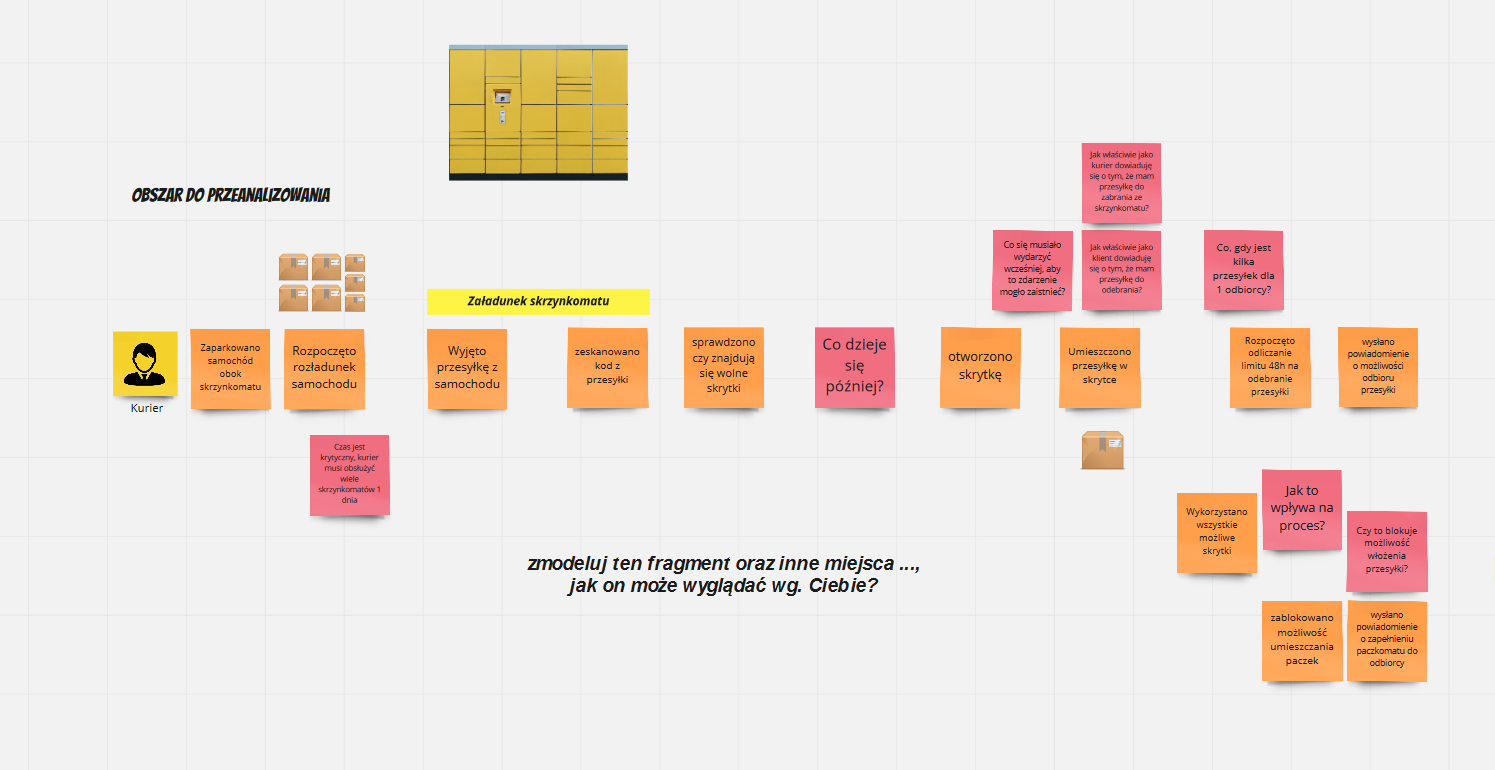 OBSZAR DO PRZEANALIZOWANIA
Jak właściwie jako
kurier dowiaduję
się o tym, że mam
przesyłkę do
zabrania ze
skrzynkomatu?
Co się musiało
wydarzyć
wcześniej, aby
to zdarzenie
mogło zaistnieć?
Jak właściwie jako
klient dowiaduję
się o tym, że mam
przesyłkę do
odebrania?
Co, gdy jest
kilka
przesyłek dla
1 odbiorcy?
Załadunek skrzynkomatu
Kurier
Zaparkowano
samochód
obok
skrzynkomatu
Rozpoczęto
rozładunek
samochodu
Wyjęto
przesyłkę z
samochodu
zeskanowano
kod z
przesyłki
sprawdzono
czy znajdują
się wolne
skrytki
Co dzieje
się
później?
otworzono
skrytkę
Umieszczono
przesyłkę w
skrytce
Rozpoczęto
odliczanie
limitu 48h na
odebranie
przesyłki
wysłano
powiadomienie
o możliwości
odbioru
przesyłki
Czas jest
krytyczny, kurier
musi obsłużyć
wiele
skrzynkomatów 1
dnia
zmodeluj ten fragment oraz inne miejsca ...,
jak on może wyglądać wg. Ciebie?
Wykorzystano
wszystkie
możliwe
skrytki
Jak to
wpływa na
proces?
Czy to blokuje
możliwość
włożenia
przesyłki?
zablokowano
możliwość
umieszczania
paczek
wysłano
powiadomienie
o zapełnieniu
paczkomatu do
odbiorcy